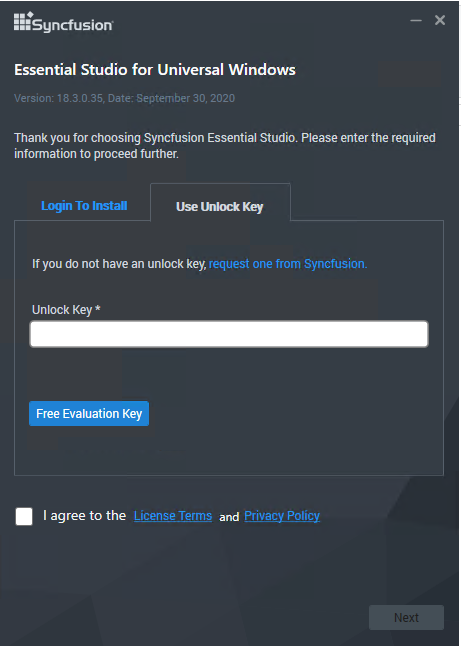 Syncfusion
Essential Studio for Universal Windows
Version: 18.3.0.35, Date: September 30, 2020
Thank you for choosing Syncfusion Essential Studio. Please enter the required
information to proceed further.
Login To Install
Use Unlock Key
If you do not have an unlock key, request one from Syncfusion.
Unlock Key *
Free Evaluation Key
I agree to the License Terms and Privacy Policy
Next